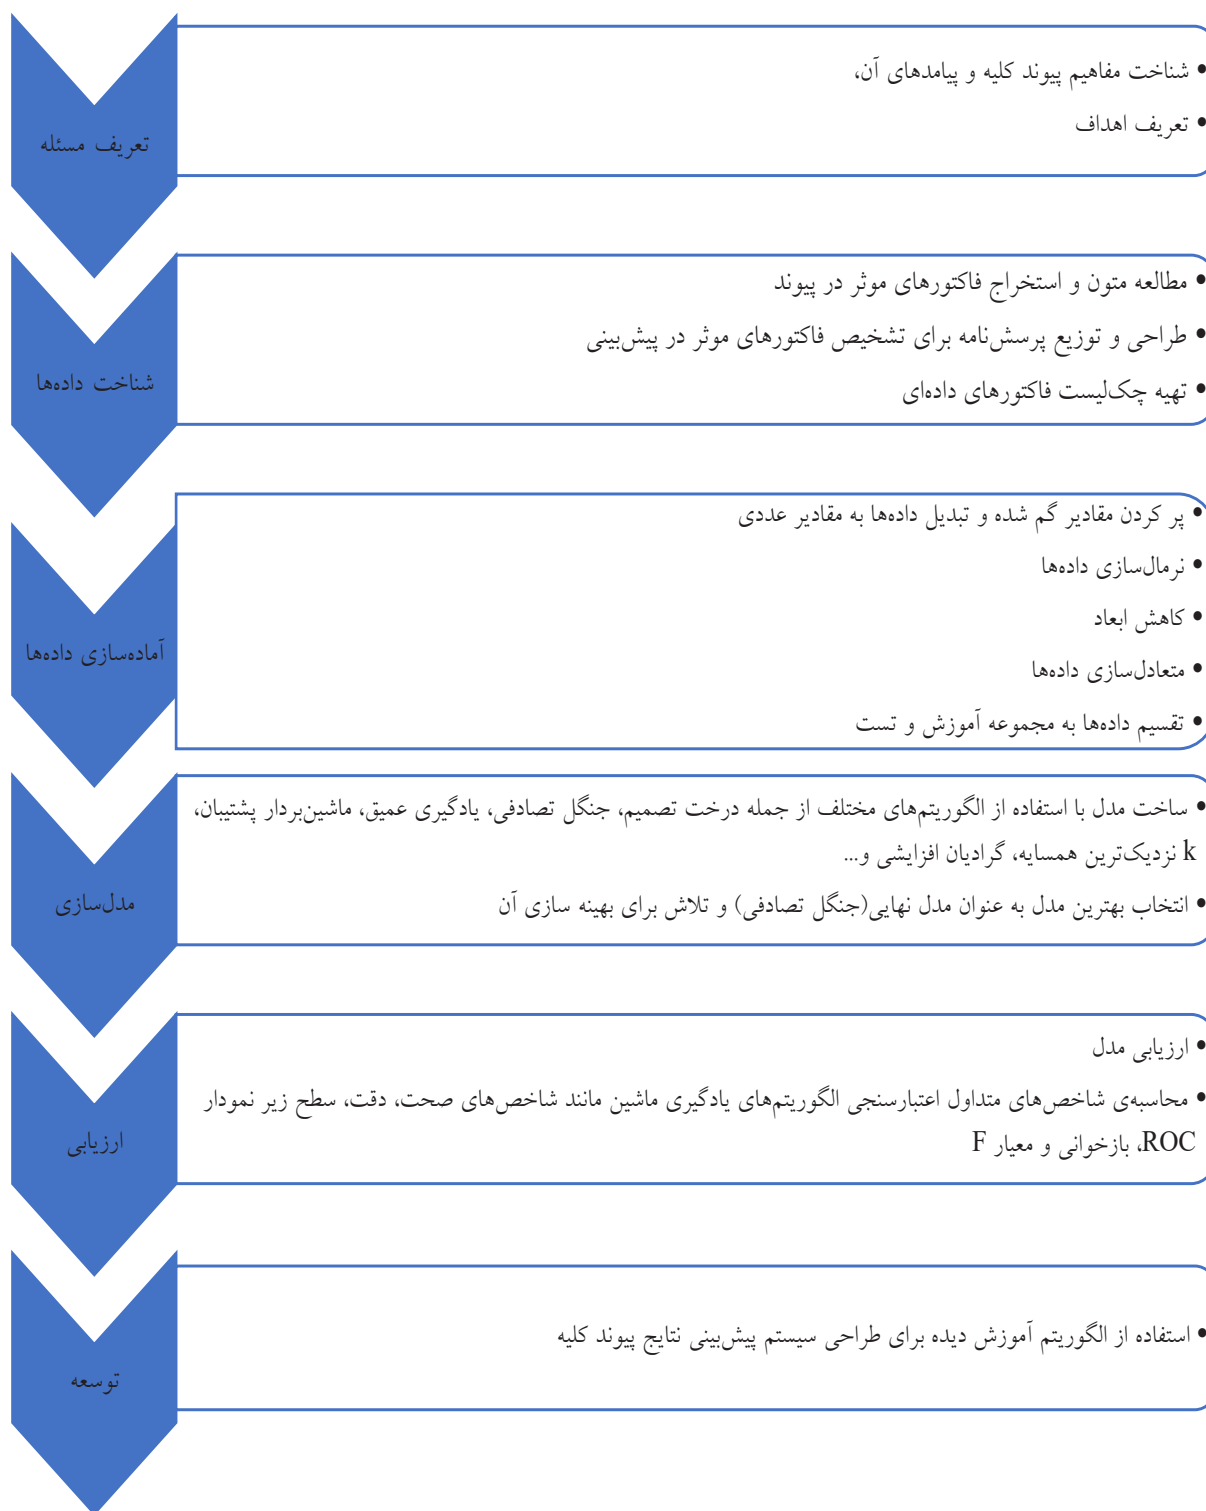 تعریف مسئله
• شناخت مفاهیم پیوند کلیه و پیامدهای آن،
• تعریف اهداف
شناخت داده‌ها
• مطالعه متون و استخراج فاکتورهای موثر در پیوند
• طراحی و توزیع پرسش‌نامه برای تشخیص فاکتورهای موثر در پیش‌بینی
• تهیه چک‌لیست فاکتورهای داده‌ای
آماده‌سازی داده‌ها
• پر کردن مقادیر گم شده و تبدیل داده‌ها به مقادیر عددی
• نرمال‌سازی داده‌ها
• کاهش ابعاد
• متعادل‌سازی داده‌ها
• تقسیم داده‌ها به مجموعه آموزش و تست
مدل‌سازی
• ساخت مدل با استفاده از الگوریتم‌های مختلف از جمله درخت تصمیم، جنگل تصادفی، یادگیری عمیق، ماشین‌بردار پشتیبان،
k نزدیک‌ترین همسایه، گرادیان افزایشی و...
• انتخاب بهترین مدل به عنوان مدل نهایی(جنگل تصادفی) و تلاش برای بهینه سازی آن
ارزیابی
• ارزیابی مدل
• محاسبه‌ی شاخص‌های متداول اعتبارسنجی الگوریتم‌های یادگیری ماشین مانند شاخص‌های صحت، دقت، سطح زیر نمودار
ROC، بازخوانی و معیار F
توسعه
• استفاده از الگوریتم آموزش دیده برای طراحی سیستم پیش‌بینی نتایج پیوند کلیه